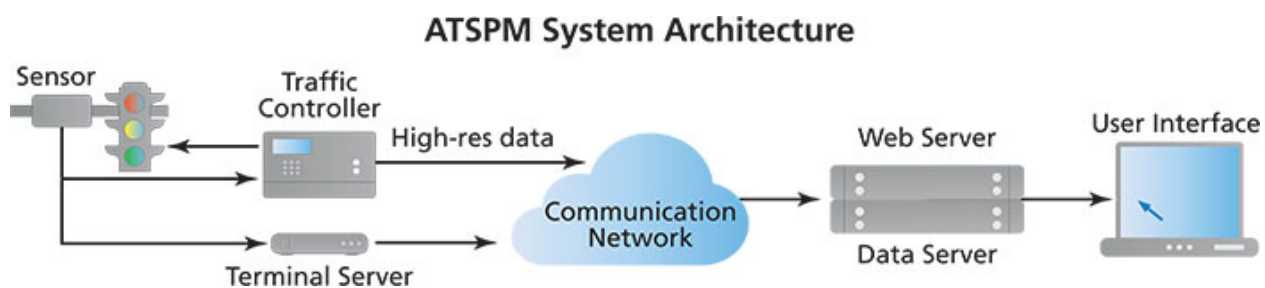 ATSPM System Architecture
Sensor
Traffic
Controller
High-res data
Terminal Server
Communication
Network
Web Server
Data Server
User Interface